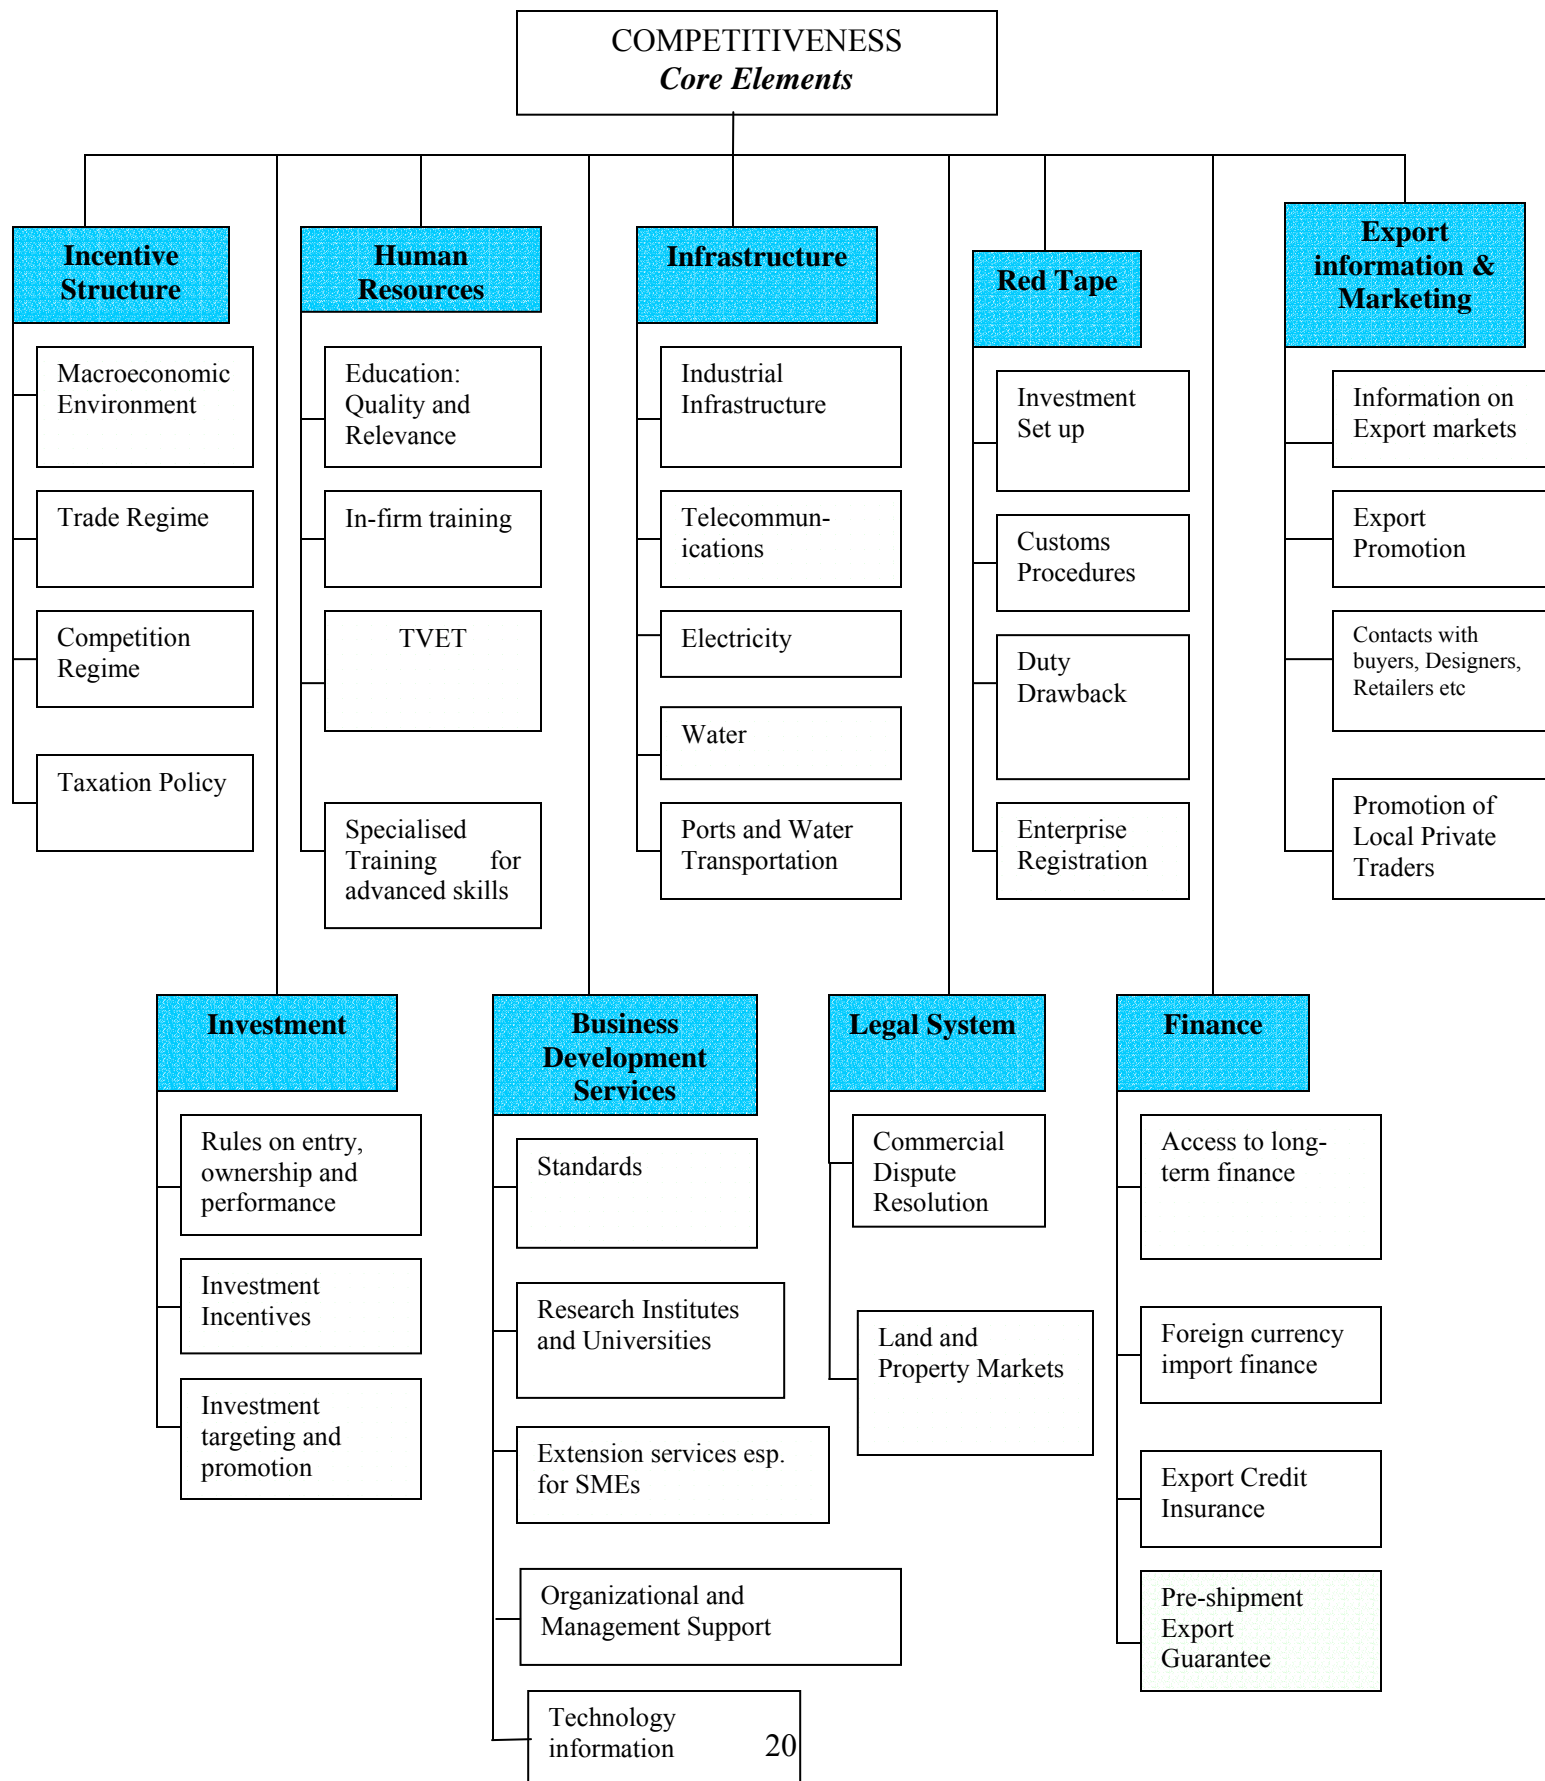 COMPETITIVENESS
Core Elements
Incentive
Structure
Macroeconomic
Environment
Trade Regime
Competition
Regime
Taxation Policy
Human
Resources
Education:
Quality and
Relevance
In-firm training
TVET
Specialised
Training for
advanced skills
Infrastructure
Industrial
Infrastructure
Telecommun-
ications
Electricity
Water
Ports and Water
Transportation
Red Tape
Investment
Set up
Customs
Procedures
Duty
Drawback
Enterprise
Registration
Export
information &
Marketing
Information on
Export markets
Export
Promotion
Contacts with
buyers, Designers,
Retailers etc
Promotion of
Local Private
Traders
Investment
Rules on entry,
ownership and
performance
Investment
Incentives
Investment
targeting and
promotion
Business
Development
Services
Standards
Research Institutes
and Universities
Extension services esp.
for SMEs
Organizational and
Management Support
Technology
information
Legal System
Commercial
Dispute
Resolution
Land and
Property Markets
Finance
Access to long-
term finance
Foreign currency
import finance
Export Credit
Insurance
Pre-shipment
Export
Guarantee
20